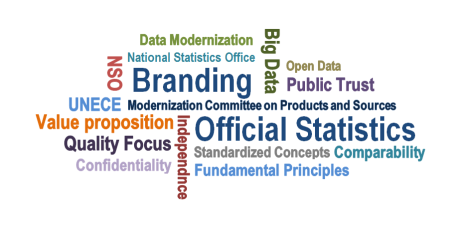 Data Modernization
Big Data
National Statistics Office
NSO
Open Data
Branding
Public Trust
UNECE
Modernization Committee on Products and Sources
Value proposition
Independnce
Official Statistics
Quality Focus
Standardized Concepts
Comparability
Confidentiality
Fundamental Principles